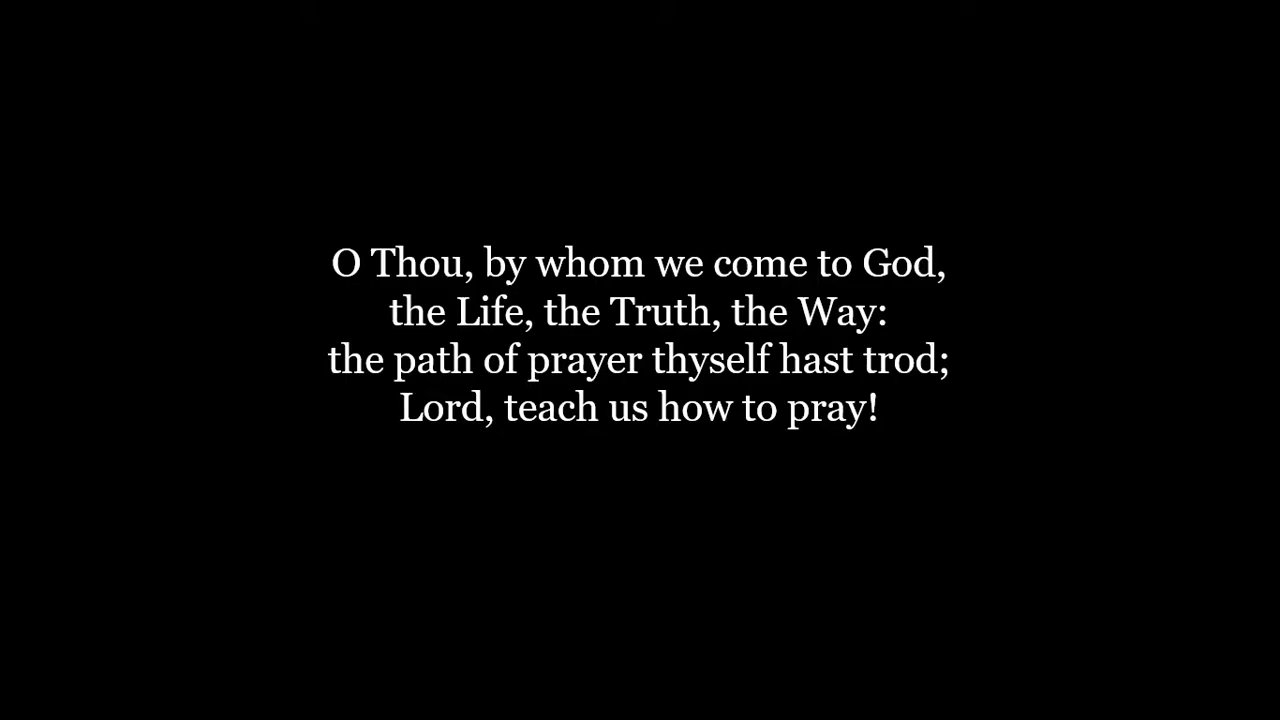 O Thou, by whom we come to God,
the Life, the Truth, the Way:
the path of prayer thyself hast trod;
Lord, teach us how to pray!